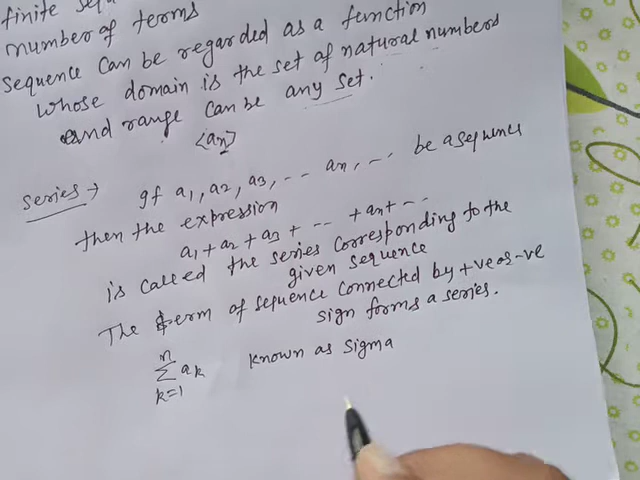 finite sequ
number of terms
sequence can be regarded as a function
whose domain is the set of natural numbers
and range can be any set.
<an>
series → gf a1, a2, a3, -- an, -- be a sequence
then the expression
a1 + a2 + a3 + -- + an + --
is called the series corresponding to the
given sequence
The term of sequence connected by +ve or -ve
sign forms a series.
n
∑ ak known as sigma
k=1